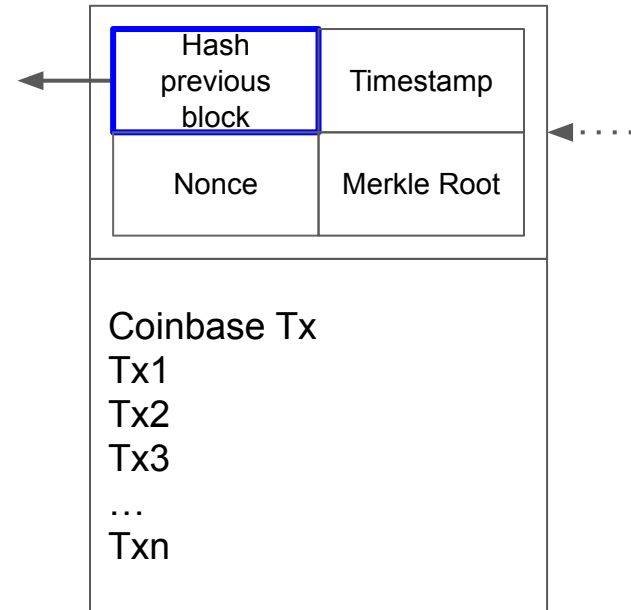 Hash
previous
block
Timestamp
Nonce
Merkle Root
Coinbase Tx
Tx1
Tx2
Tx3
…
Txn